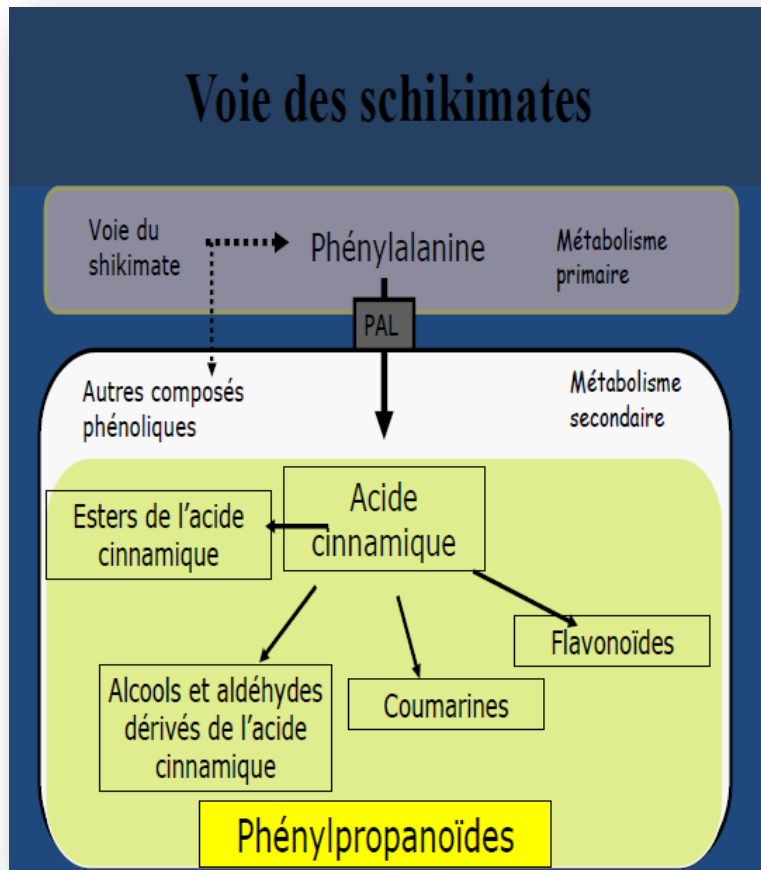 Voie des schikimates
Voie du
shikimate
Phénylalanine
Métabolisme
primaire
PAL
Autres composés
phénoliques
Métabolisme
secondaire
Acide
cinnamique
Esters de l'acide
cinnamique
Flavonoïdes
Alcools et aldéhydes
dérivés de l'acide
cinnamique
Coumarines
Phénylpropanoïdes